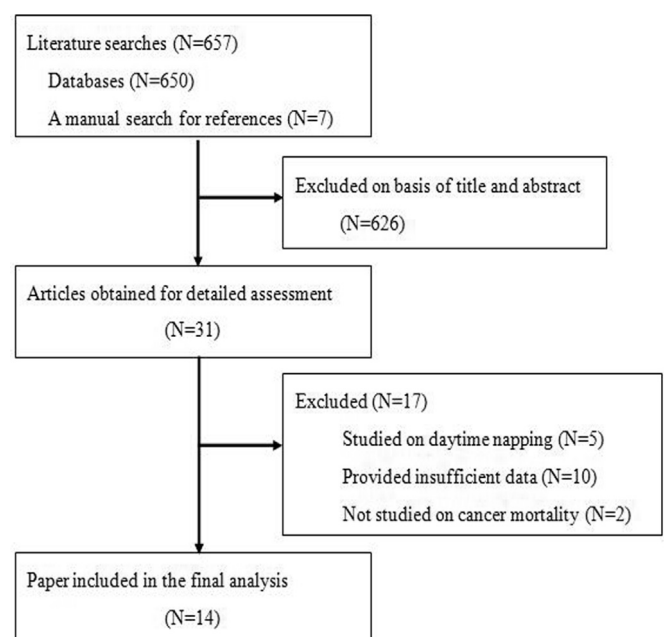 Literature searches (N=657)
Databases (N=650)
A manual search for references (N=7)
Excluded on basis of title and abstract
(N=626)
Articles obtained for detailed assessment
(N=31)
Excluded (N=17)
Studied on daytime napping (N=5)
Provided insufficient data (N=10)
Not studied on cancer mortality (N=2)
Paper included in the final analysis
(N=14)